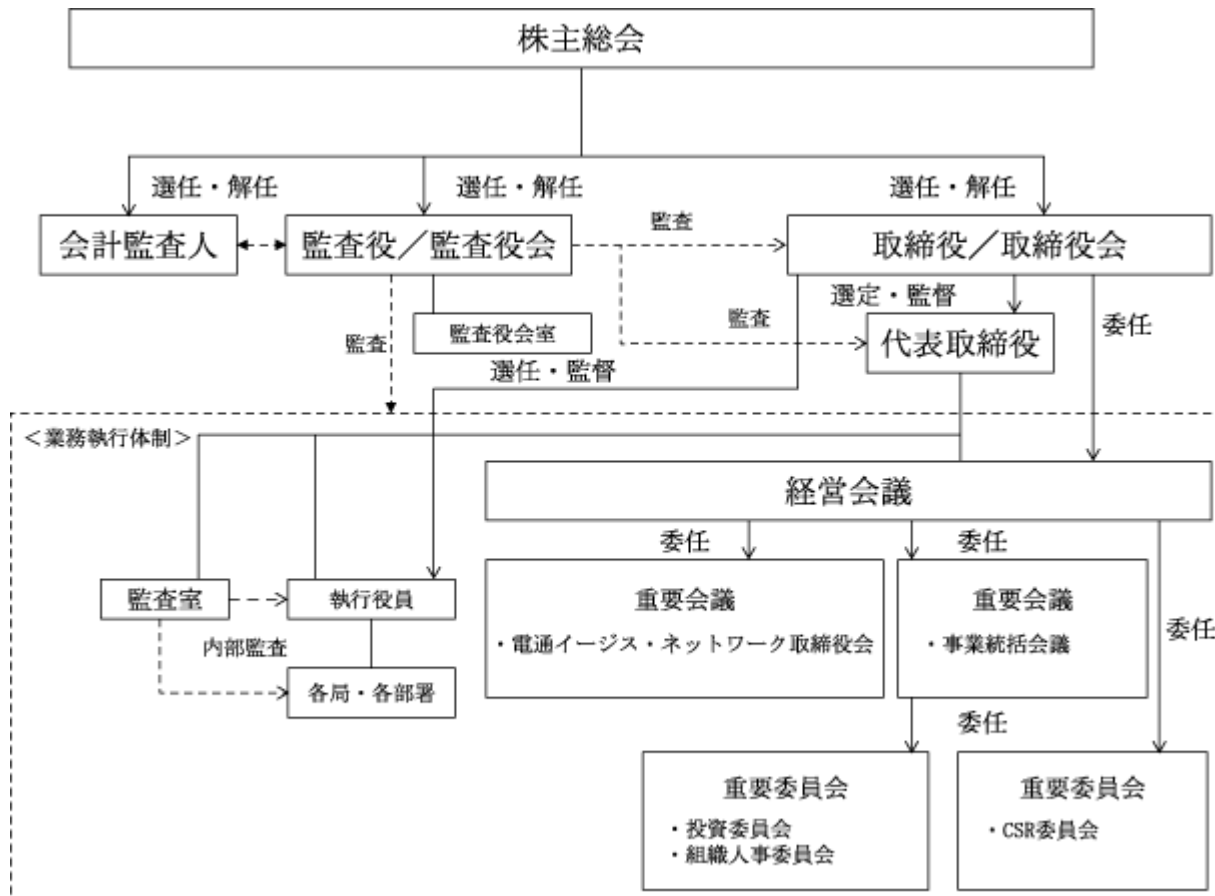 株主総会
選任・解任
選任・解任
選任・解任
会計監査人
監査役／監査役会
監査
取締役／取締役会
選定・監督
監査役会室
監査
監査
代表取締役
委任
選任・監督
＜業務執行体制＞
経営会議
委任
委任
監査室
執行役員
重要会議
・電通イージス・ネットワーク取締役会
重要会議
・事業統括会議
委任
内部監査
各局・各部署
委任
重要委員会
・投資委員会
・組織人事委員会
重要委員会
・CSR委員会